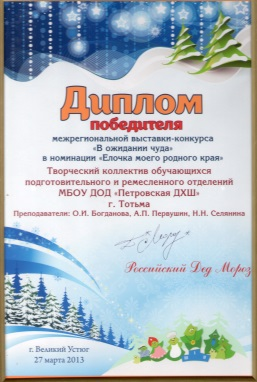 Диплом
победителя
межрегиональной выставки-конкурса
«В ожидании чуда»
в номинации «Елочка моего родного края»
Творческий коллектив обучающихся
подготовительного и ремесленного отделений
МБОУ ДОД «Петровская ДХШ»
г. Тотьма
Преподаватели: О.И. Богданова, А.П. Первушин, Н.Н. Селянина
Российский Дед Мороз
г. Великий Устюг
27 марта 2013